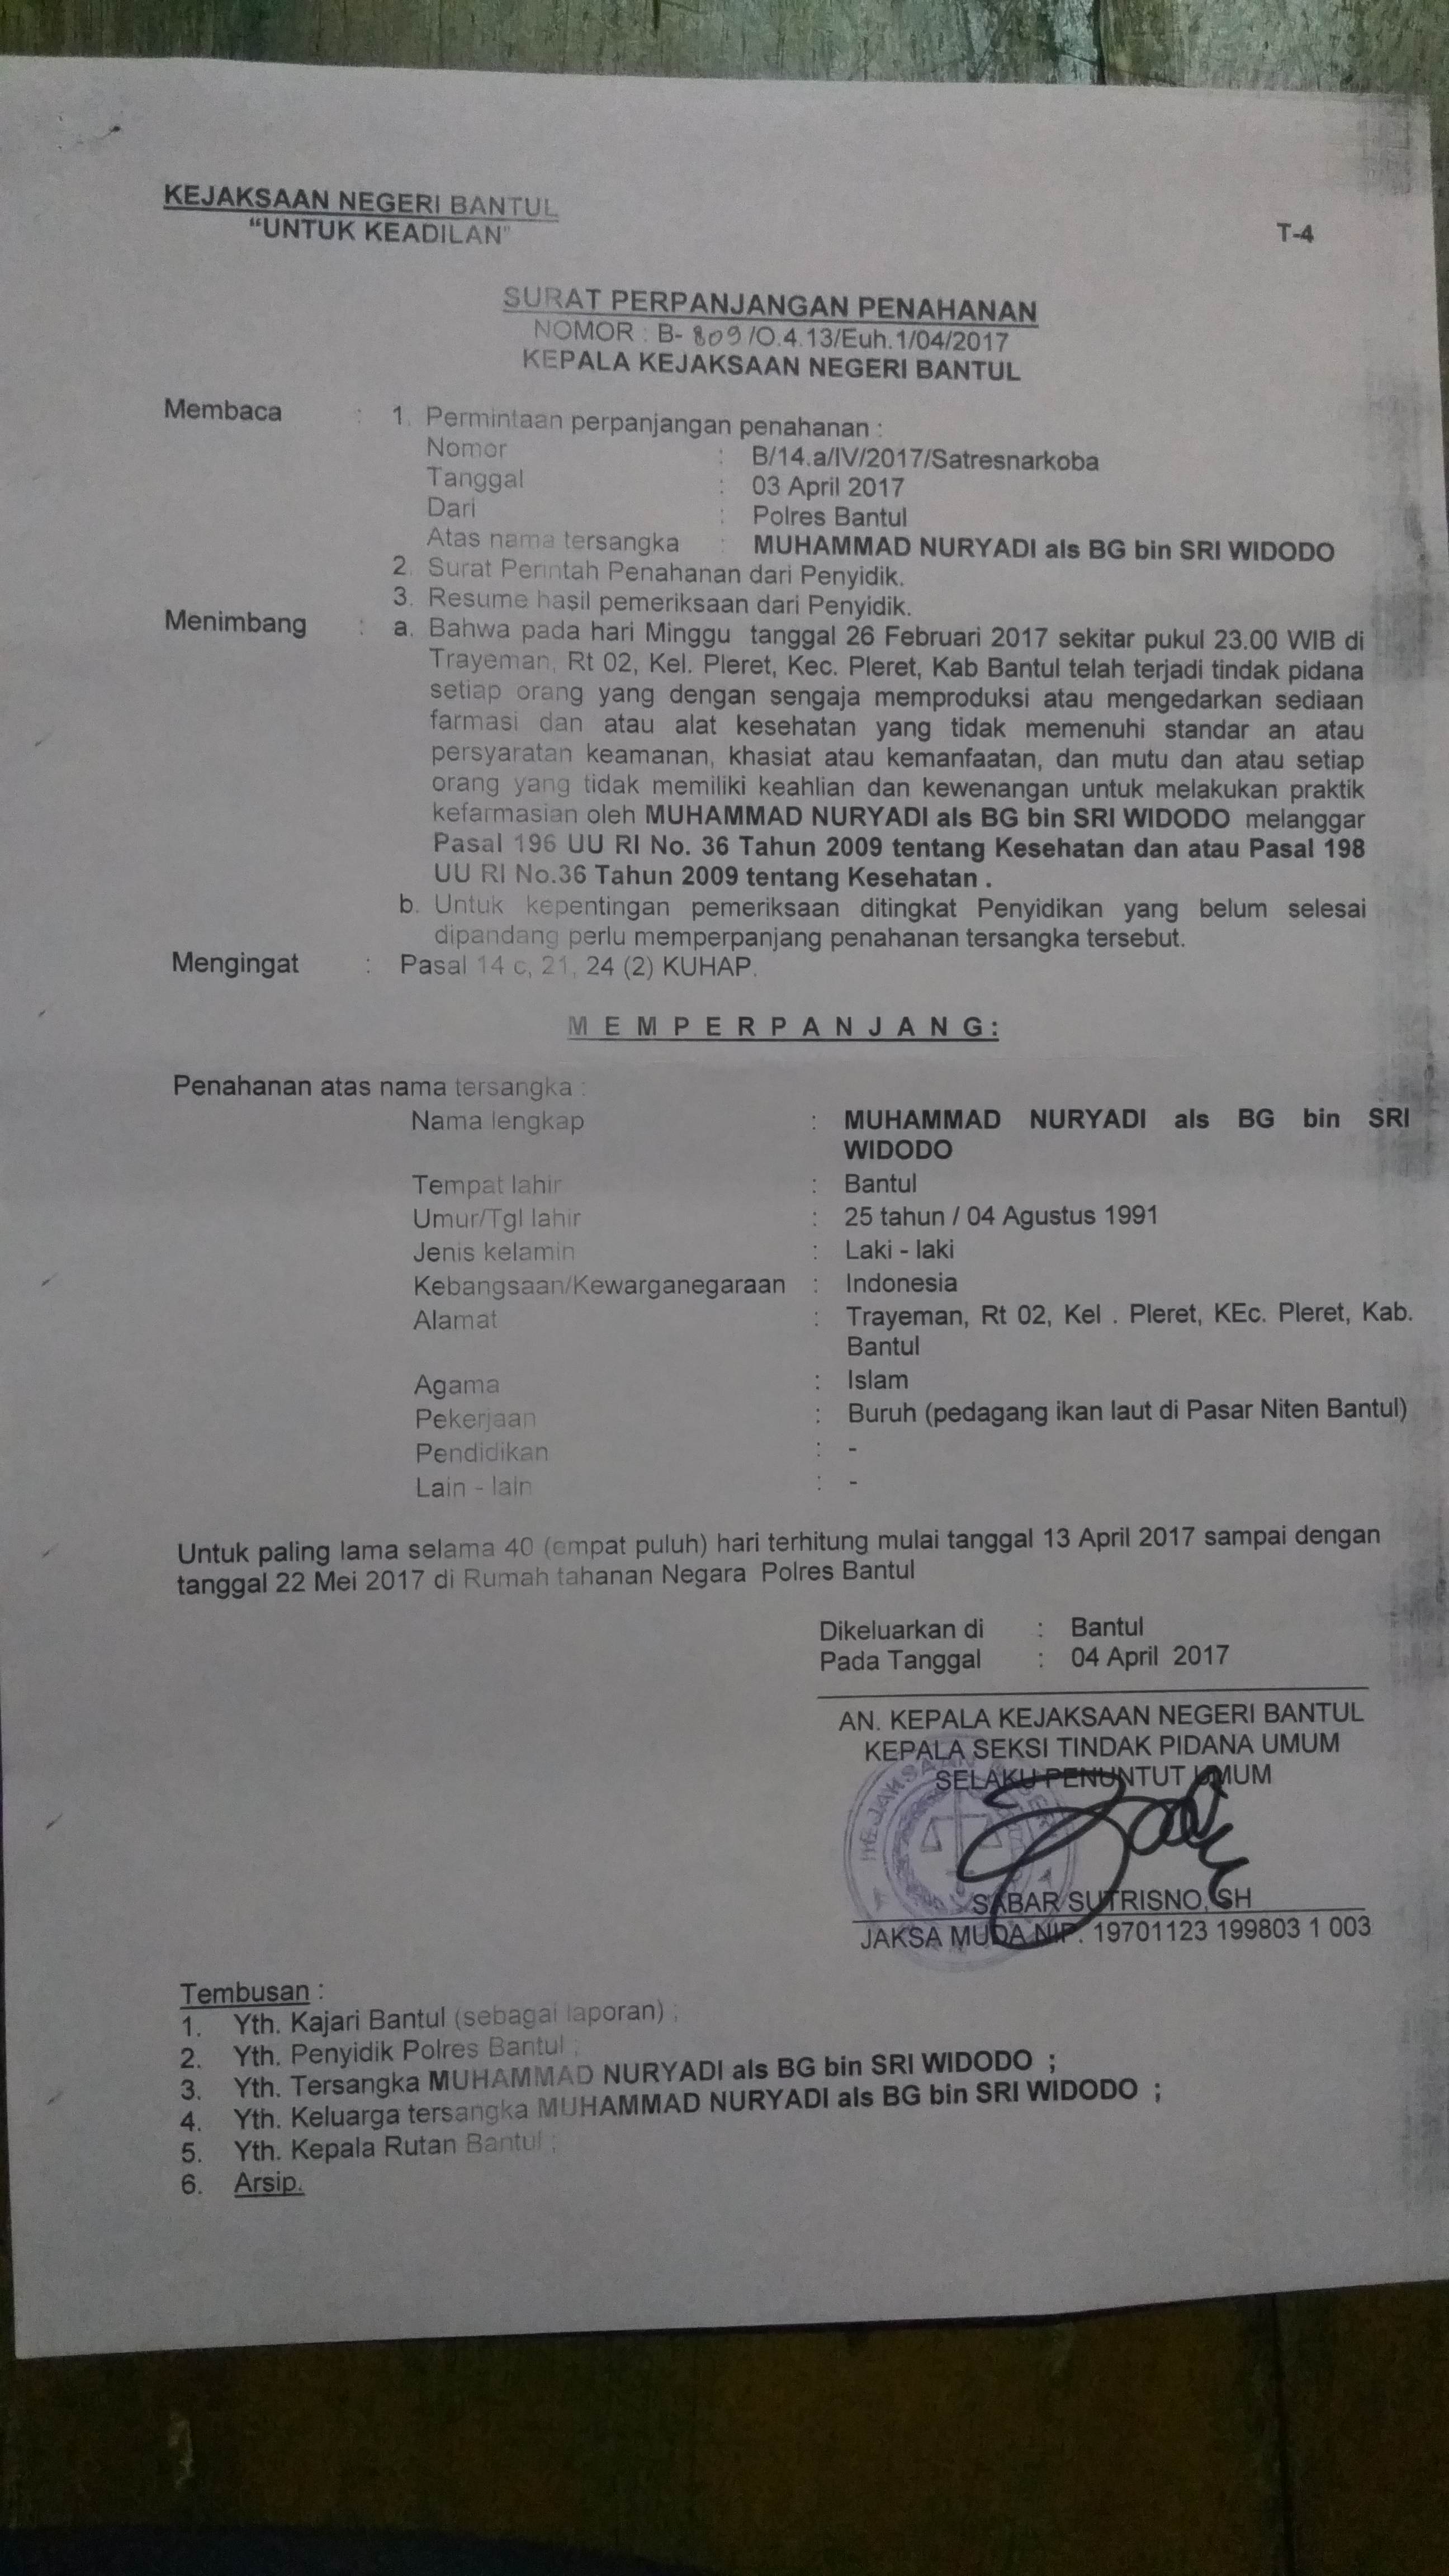 KEJAKSAAN NEGERI BANTUL
"UNTUK KEADILAN"
T-4
SURAT PERPANJANGAN PENAHANAN
NOMOR : B- 809 /O.4.13/Euh.1/04/2017
KEPALA KEJAKSAAN NEGERI BANTUL
Membaca : 1. Permintaan perpanjangan penahanan :
Nomor : B/14.a/IV/2017/Satresnarkoba
Tanggal : 03 April 2017
Dari : Polres Bantul
Atas nama tersangka : MUHAMMAD NURYADI als BG bin SRI WIDODO
2. Surat Perintah Penahanan dari Penyidik.
3. Resume hasil pemeriksaan dari Penyidik.
Menimbang : a. Bahwa pada hari Minggu tanggal 26 Februari 2017 sekitar pukul 23.00 WIB di
Trayeman, Rt 02, Kel. Pleret, Kec. Pleret, Kab Bantul telah terjadi tindak pidana
setiap orang yang dengan sengaja memproduksi atau mengedarkan sediaan
farmasi dan atau alat kesehatan yang tidak memenuhi standar an atau
persyaratan keamanan, khasiat atau kemanfaatan, dan mutu dan atau setiap
orang yang tidak memiliki keahlian dan kewenangan untuk melakukan praktik
kefarmasian oleh MUHAMMAD NURYADI als BG bin SRI WIDODO melanggar
Pasal 196 UU RI No. 36 Tahun 2009 tentang Kesehatan dan atau Pasal 198
UU RI No.36 Tahun 2009 tentang Kesehatan .
b. Untuk kepentingan pemeriksaan ditingkat Penyidikan yang belum selesai
dipandang perlu memperpanjang penahanan tersangka tersebut.
Mengingat : Pasal 14 c, 21, 24 (2) KUHAP.
M E M P E R P A N J A N G :
Penahanan atas nama tersangka :
Nama lengkap : MUHAMMAD NURYADI als BG bin SRI
WIDODO
Tempat lahir : Bantul
Umur/Tgl lahir : 25 tahun / 04 Agustus 1991
Jenis kelamin : Laki - laki
Kebangsaan/Kewarganegaraan : Indonesia
Alamat : Trayeman, Rt 02, Kel . Pleret, KEc. Pleret, Kab.
Bantul
Agama : Islam
Pekerjaan : Buruh (pedagang ikan laut di Pasar Niten Bantul)
Pendidikan : -
Lain - lain : -
Untuk paling lama selama 40 (empat puluh) hari terhitung mulai tanggal 13 April 2017 sampai dengan
tanggal 22 Mei 2017 di Rumah tahanan Negara Polres Bantul
Dikeluarkan di : Bantul
Pada Tanggal : 04 April 2017
AN. KEPALA KEJAKSAAN NEGERI BANTUL
KEPALA SEKSI TINDAK PIDANA UMUM
SELAKU PENUNTUT UMUM
SABAR SUTRISNO, SH
JAKSA MUDA NIP. 19701123 199803 1 003
Tembusan :
1. Yth. Kajari Bantul (sebagai laporan) ;
2. Yth. Penyidik Polres Bantul ;
3. Yth. Tersangka MUHAMMAD NURYADI als BG bin SRI WIDODO ;
4. Yth. Keluarga tersangka MUHAMMAD NURYADI als BG bin SRI WIDODO ;
5. Yth. Kepala Rutan Bantul ;
6. Arsip.